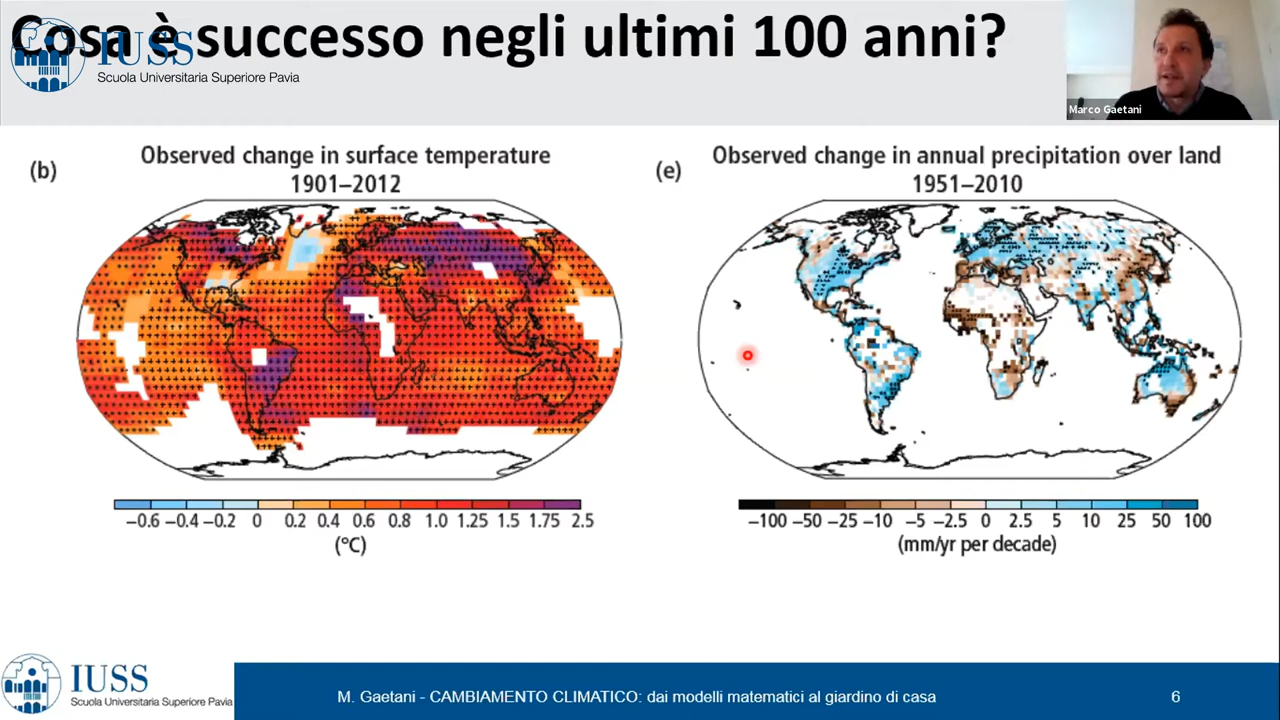 Cosa è successo negli ultimi 100 anni?
IUSS
Scuola Universitaria Superiore Pavia
Marco Gaetani
(b)
Observed change in surface temperature
1901–2012
(e)
Observed change in annual precipitation over land
1951–2010
−0.6 −0.4 −0.2 0 0.2 0.4 0.6 0.8 1.0 1.25 1.5 1.75 2.5
(°C)
−100 −50 −25 −10 −5 −2.5 0 2.5 5 10 25 50 100
(mm/yr per decade)
IUSS
Scuola Universitaria Superiore Pavia
M. Gaetani - CAMBIAMENTO CLIMATICO: dai modelli matematici al giardino di casa
6